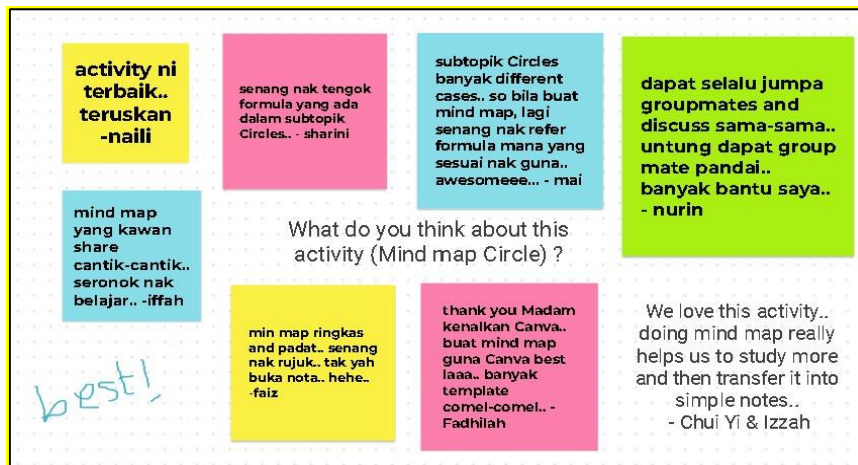 activity ni
terbaik..
teruskan
-naili
senang nak tengok
formula yang ada
dalam subtopik
Circles.. - sharini
subtopik Circles
banyak different
cases.. so bila buat
mind map, lagi
senang nak refer
formula mana yang
sesuai nak guna..
awesomeee... - mai
dapat selalu jumpa
groupmates and
discuss sama-sama..
untung dapat group
mate pandai..
banyak bantu saya..
- nurin
mind map
yang kawan
share
cantik-cantik..
seronok nak
belajar.. -iffah
What do you think about this
activity (Mind map Circle) ?
min map ringkas
and padat.. senang
nak rujuk.. tak yah
buka nota.. hehe..
-faiz
thank you Madam
kenalkan Canva..
buat mind map
guna Canva best
laaa.. banyak
template
comel-comel.. -
Fadhilah
We love this activity..
doing mind map really
helps us to study more
and then transfer it into
simple notes..
- Chui Yi & Izzah
best!